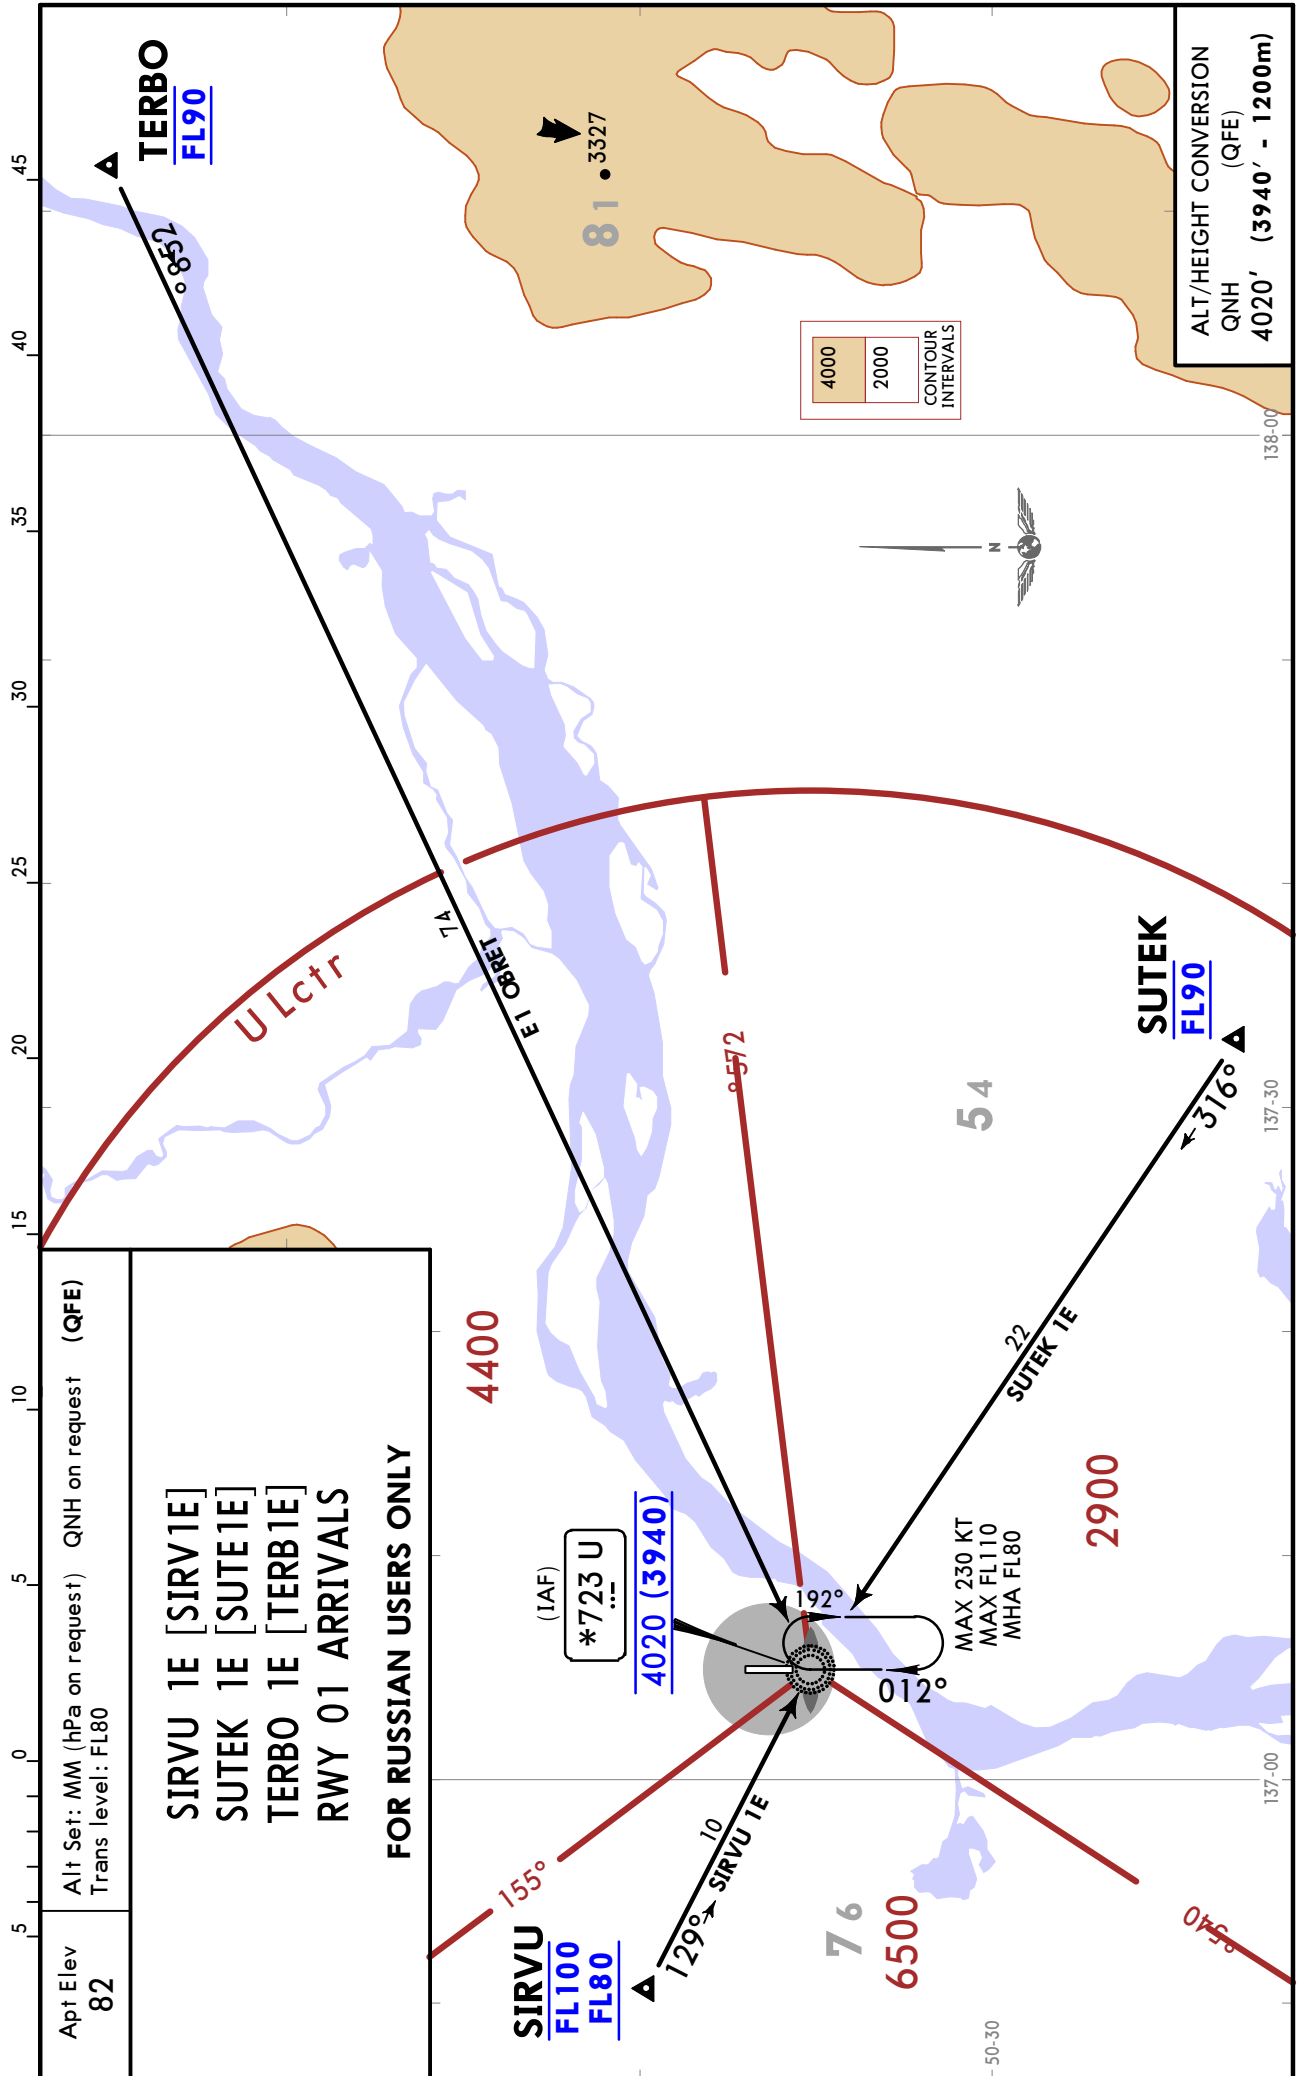 Apt Elev
82
Alt Set: MM (hPa on request) QNH on request (QFE)
Trans level: FL80
SIRVU 1E [SIRV1E]
SUTEK 1E [SUTE1E]
TERBO 1E [TERB1E]
RWY 01 ARRIVALS
FOR RUSSIAN USERS ONLY
5
0
5
10
15
20
25
30
35
40
45
TERBO
FL90
258°
74
TERBO 1E
U Lctr
3327
81
4000
2000
CONTOUR
INTERVALS
ALT/HEIGHT CONVERSION
QNH (QFE)
4020' (3940' - 1200m)
138-00
N
4400
275°
54
SUTEK
FL90
316°
22
SUTEK 1E
137-30
2900
(IAF)
*723 U
4020 (3940)
192°
012°
MAX 230 KT
MAX FL110
MHA FL80
155°
SIRVU
FL100
FL80
129°
10
SIRVU 1E
76
6500
045°
137-00
50-30